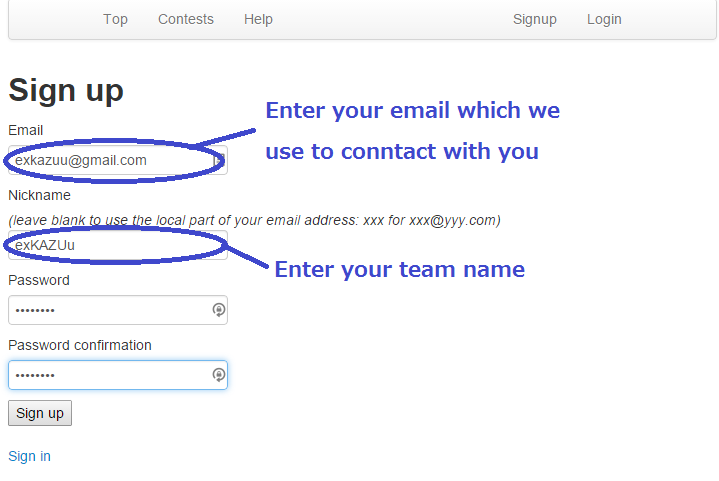 Top Contests Help Signup Login
Sign up
Email
Enter your email which we
use to conntact with you
exkazuu@gmail.com
Nickname
(leave blank to use the local part of your email address: xxx for xxx@yyy.com)
exKAZUu
Enter your team name
Password
••••••••
Password confirmation
••••••••
Sign up
Sign in